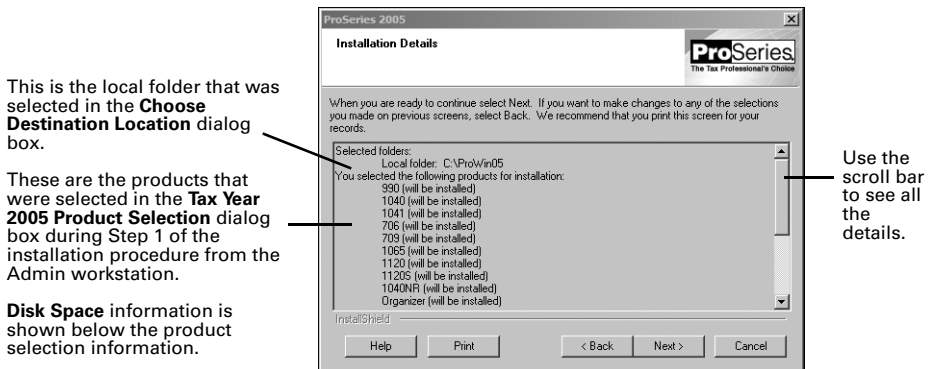 This is the local folder that was
selected in the Choose
Destination Location dialog
box.
These are the products that
were selected in the Tax Year
2005 Product Selection dialog
box during Step 1 of the
installation procedure from the
Admin workstation.
Disk Space information is
shown below the product
selection information.
ProSeries 2005
Installation Details
ProSeries.
The Tax Professional's Choice
When you are ready to continue select Next. If you want to make changes to any of the selections
you made on previous screens, select Back. We recommend that you print this screen for your
records.
Selected folders:
Local folder: C:\ProWin05
You selected the following products for installation:
990 (will be installed)
1040 (will be installed)
1041 (will be installed)
706 (will be installed)
709 (will be installed)
1065 (will be installed)
1120 (will be installed)
1120S (will be installed)
1040NR (will be installed)
Organizer (will be installed)
InstallShield
Help Print < Back Next > Cancel
Use the
scroll bar
to see all
the
details.